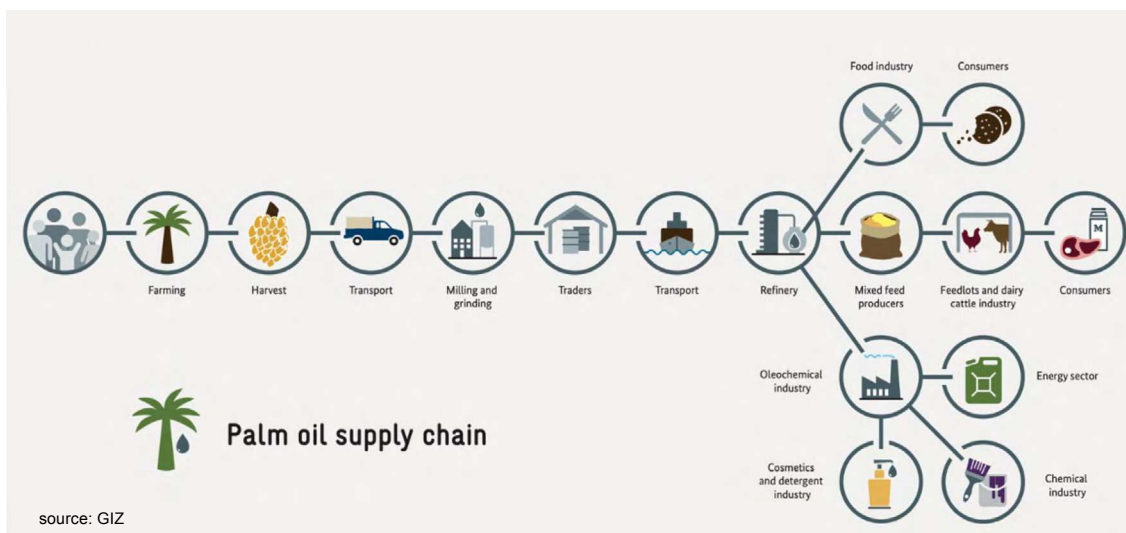 Food industry
Consumers
Farming
Harvest
Transport
Milling and
grinding
Traders
Transport
Refinery
Mixed feed
producers
Feedlots and dairy
cattle industry
M
Consumers
Oleochemical
industry
Energy sector
Palm oil supply chain
Cosmetics
and detergent
industry
Chemical
industry
source: GIZ